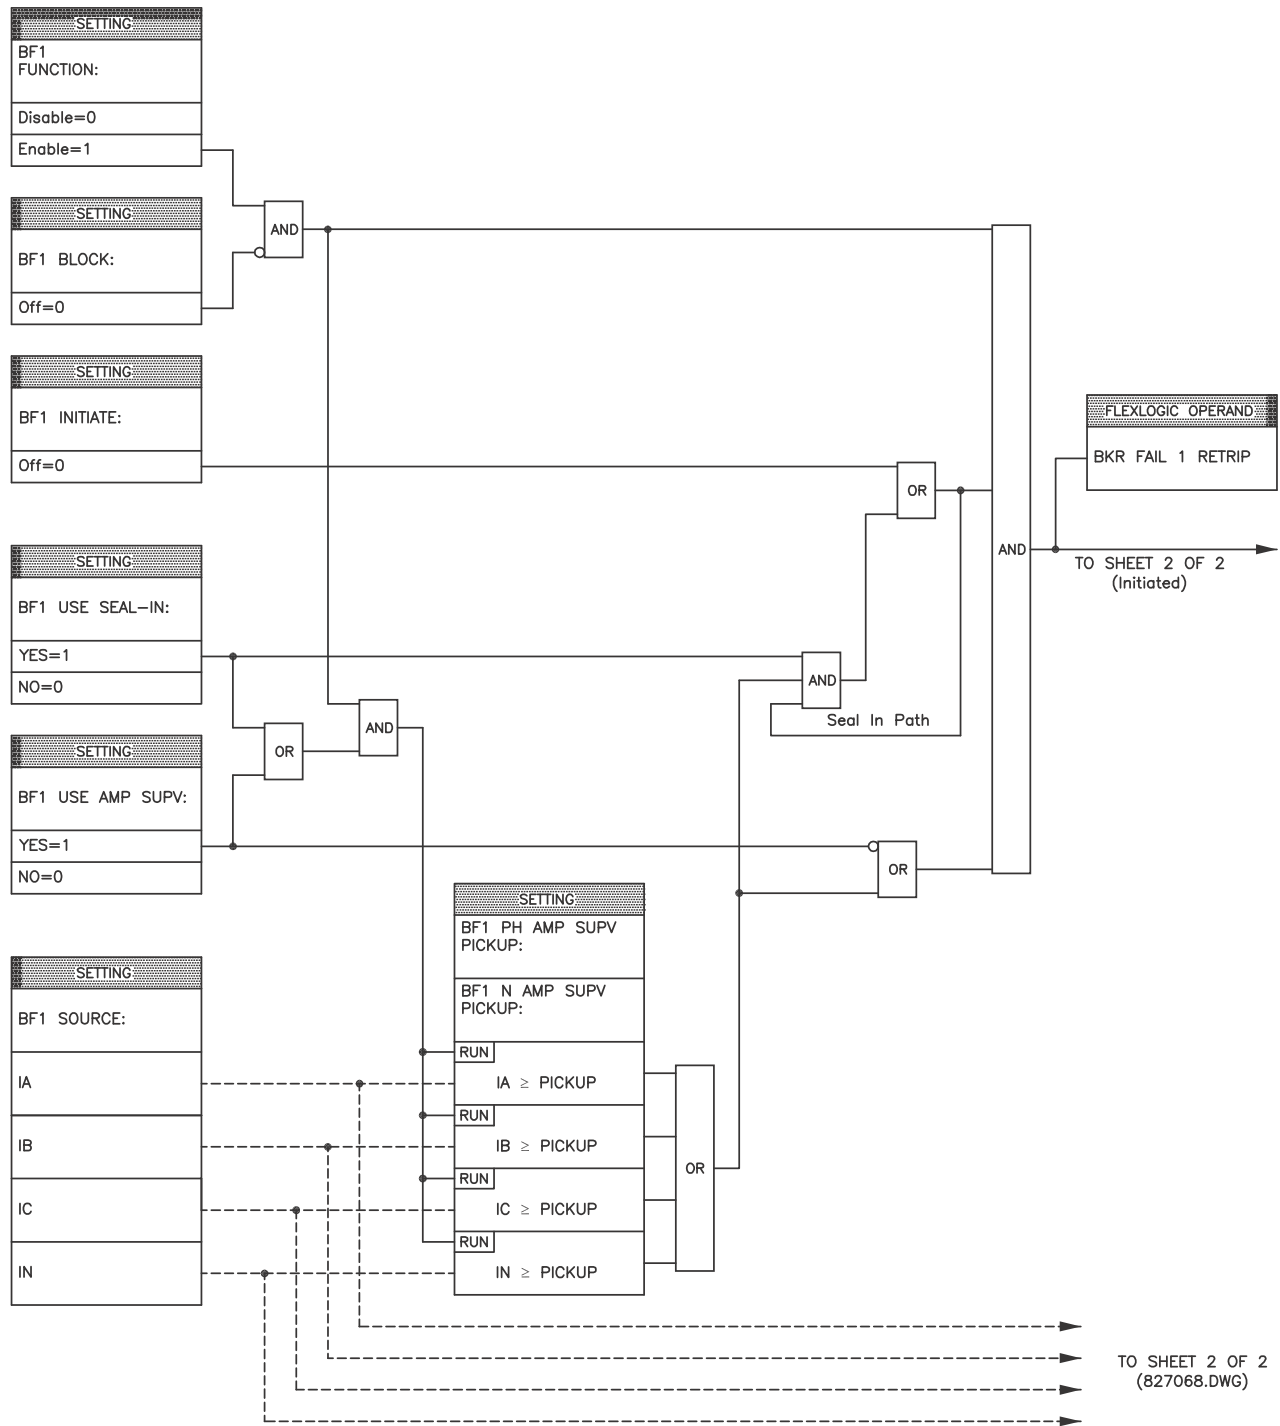 SETTING
BF1
FUNCTION:
Disable=0
Enable=1
SETTING
BF1 BLOCK:
Off=0
AND
SETTING
BF1 INITIATE:
Off=0
OR
FLEXLOGIC OPERAND
BKR FAIL 1 RETRIP
AND
TO SHEET 2 OF 2
(Initiated)
SETTING
BF1 USE SEAL-IN:
YES=1
NO=0
AND
Seal In Path
AND
OR
SETTING
BF1 USE AMP SUPV:
YES=1
NO=0
OR
SETTING
BF1 PH AMP SUPV
PICKUP:
BF1 N AMP SUPV
PICKUP:
RUN
IA ≥ PICKUP
RUN
IB ≥ PICKUP
RUN
IC ≥ PICKUP
RUN
IN ≥ PICKUP
OR
SETTING
BF1 SOURCE:
IA
IB
IC
IN
TO SHEET 2 OF 2
(827068.DWG)